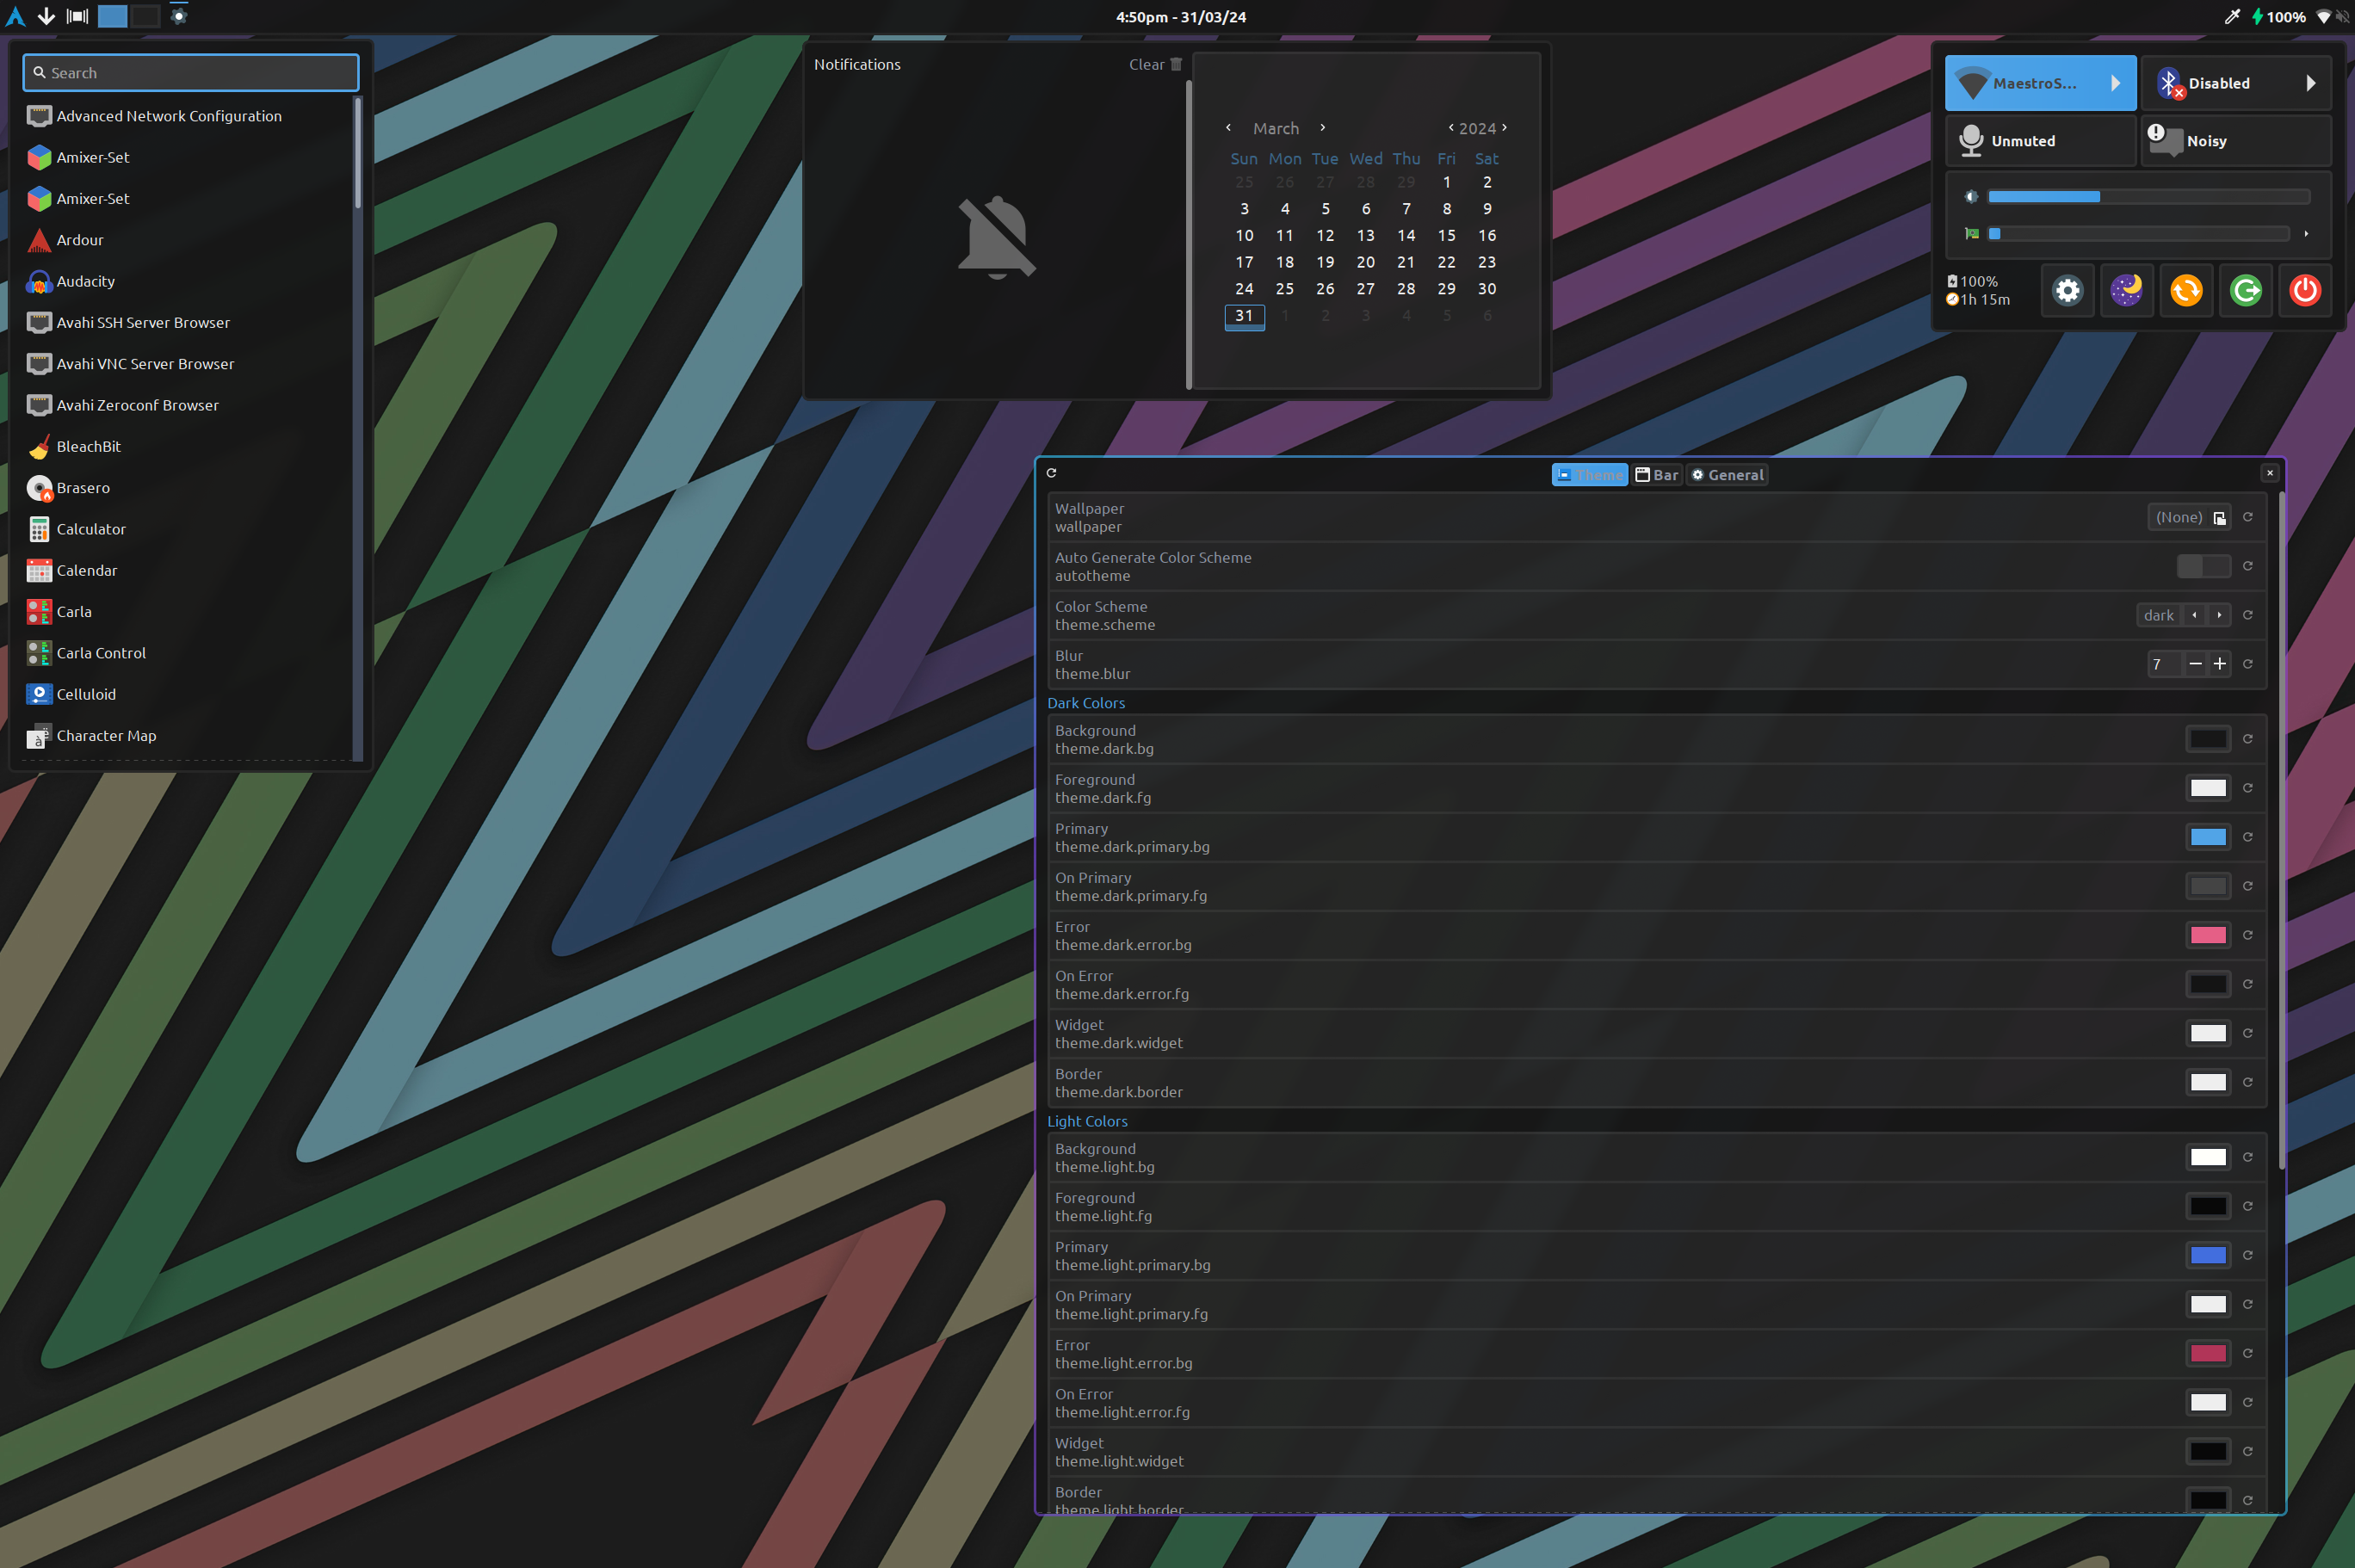 4:50pm - 31/03/24
100%
Search
Advanced Network Configuration
Amixer-Set
Amixer-Set
Ardour
Audacity
Avahi SSH Server Browser
Avahi VNC Server Browser
Avahi Zeroconf Browser
BleachBit
Brasero
Calculator
Calendar
Carla
Carla Control
Celluloid
Character Map
Notifications
Clear
March
2024
Sun Mon Tue Wed Thu Fri Sat
25 26 27 28 29 1 2
3 4 5 6 7 8 9
10 11 12 13 14 15 16
17 18 19 20 21 22 23
24 25 26 27 28 29 30
31 1 2 3 4 5 6
MaestroS...
Disabled
Unmuted
Noisy
100%
1h 15m
Theme
Bar
General
Wallpaper
wallpaper
(None)
Auto Generate Color Scheme
autotheme
Color Scheme
theme.scheme
dark
Blur
theme.blur
7
Dark Colors
Background
theme.dark.bg
Foreground
theme.dark.fg
Primary
theme.dark.primary.bg
On Primary
theme.dark.primary.fg
Error
theme.dark.error.bg
On Error
theme.dark.error.fg
Widget
theme.dark.widget
Border
theme.dark.border
Light Colors
Background
theme.light.bg
Foreground
theme.light.fg
Primary
theme.light.primary.bg
On Primary
theme.light.primary.fg
Error
theme.light.error.bg
On Error
theme.light.error.fg
Widget
theme.light.widget
Border
theme.light.border